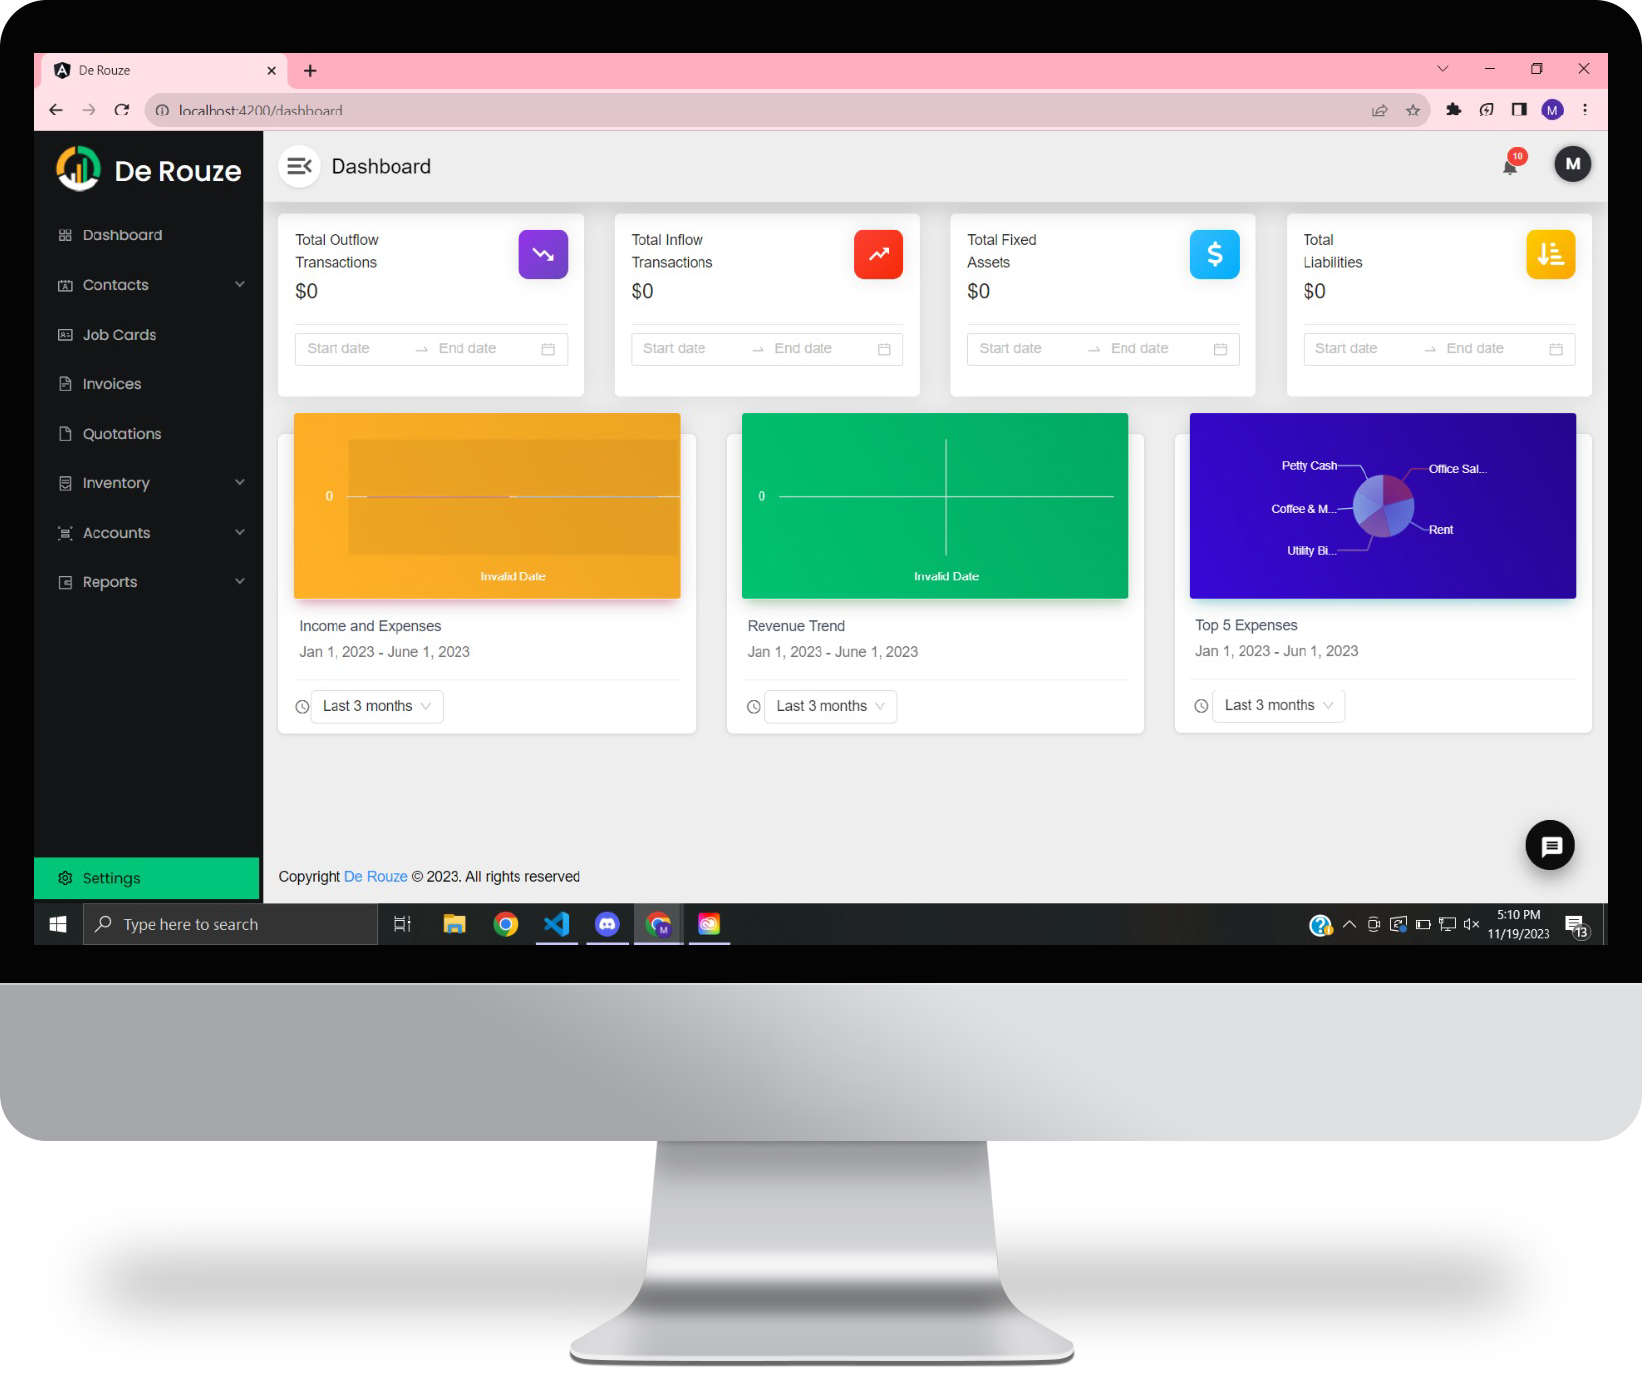 De Rouze
localhost:4200/dashboard
M
De Rouze
Dashboard
10
M
Dashboard
Contacts
Job Cards
Invoices
Quotations
Inventory
Accounts
Reports
Settings
Total Outflow
Transactions
$0
Start date
End date
Total Inflow
Transactions
$0
Start date
End date
Total Fixed
Assets
$0
Start date
End date
Total
Liabilities
$0
Start date
End date
0
Invalid Date
Income and Expenses
Jan 1, 2023 - June 1, 2023
Last 3 months
0
Invalid Date
Revenue Trend
Jan 1, 2023 - June 1, 2023
Last 3 months
Petty Cash
Office Sal...
Coffee & M...
Rent
Utility Bi...
Top 5 Expenses
Jan 1, 2023 - Jun 1, 2023
Last 3 months
Copyright De Rouze © 2023. All rights reserved
Type here to search
M
5:10 PM
11/19/2023
13